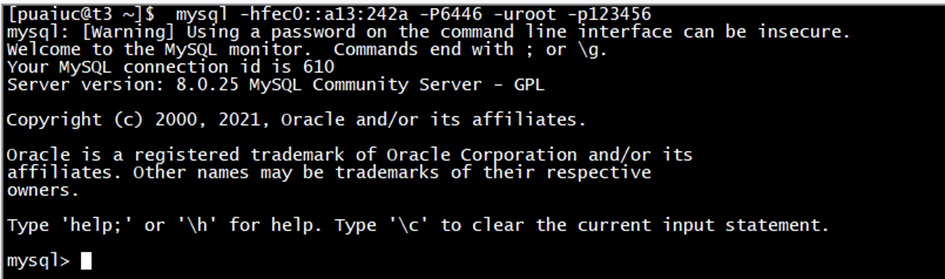 [puaiuc@t3 ~]$  mysql -hfec0::a13:242a -P6446 -uroot -p123456
mysql: [Warning] Using a password on the command line interface can be insecure.
Welcome to the MySQL monitor.  Commands end with ; or \g.
Your MySQL connection id is 610
Server version: 8.0.25 MySQL Community Server - GPL
Copyright (c) 2000, 2021, Oracle and/or its affiliates.
Oracle is a registered trademark of Oracle Corporation and/or its
affiliates. Other names may be trademarks of their respective
owners.
Type 'help;' or '\h' for help. Type '\c' to clear the current input statement.
mysql>